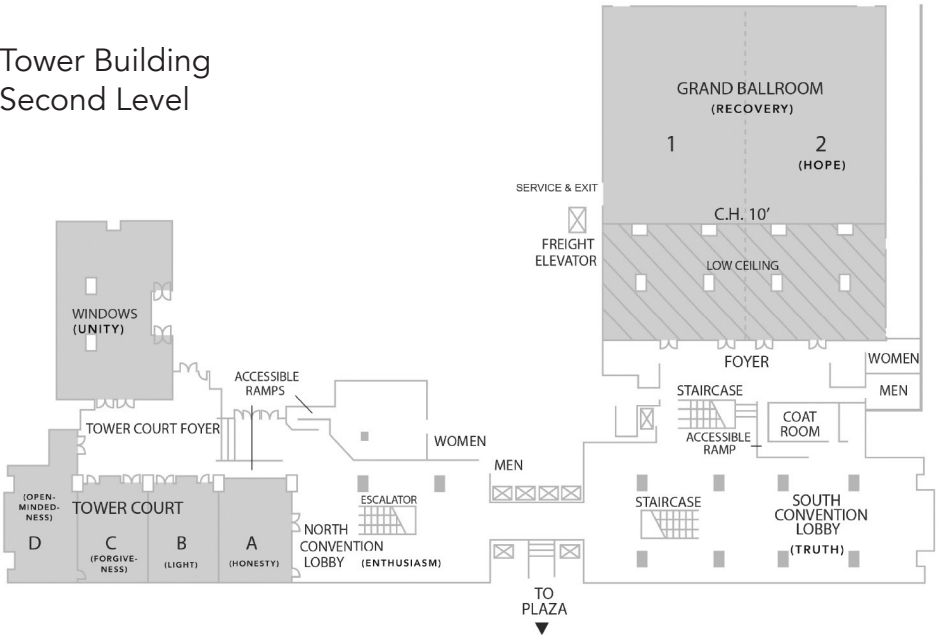 Tower Building
Second Level
GRAND BALLROOM
(RECOVERY)
1
2
(HOPE)
SERVICE & EXIT
C.H. 10′
FREIGHT
ELEVATOR
LOW CEILING
WINDOWS
(UNITY)
FOYER
WOMEN
MEN
ACCESSIBLE
RAMPS
STAIRCASE
COAT
ROOM
TOWER COURT FOYER
WOMEN
ACCESSIBLE
RAMP
MEN
(OPEN-
MINDED-
NESS)
TOWER COURT
D
C
(FORGIVE-
NESS)
B
(LIGHT)
A
(HONESTY)
ESCALATOR
NORTH
CONVENTION
LOBBY (ENTHUSIASM)
STAIRCASE
SOUTH
CONVENTION
LOBBY
(TRUTH)
TO
PLAZA